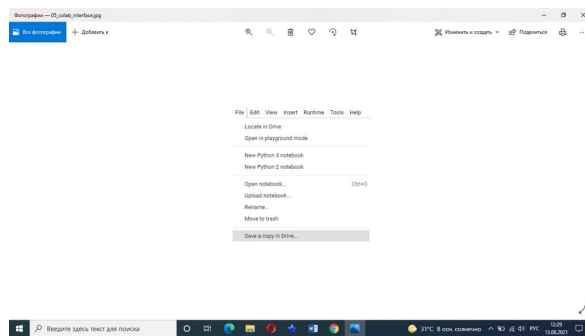 Фотографии — 05_colab_interface.jpg
Все фотографии
Добавить к
Изменить и создать
Поделиться
File Edit View Insert Runtime Tools Help
Locate in Drive
Open in playground mode
New Python 3 notebook
New Python 2 notebook
Open notebook... Ctrl+O
Upload notebook...
Rename...
Move to trash
Save a copy in Drive...
Введите здесь текст для поиска
31°C В осн. солнечно
РУС
12:29
13.08.2021